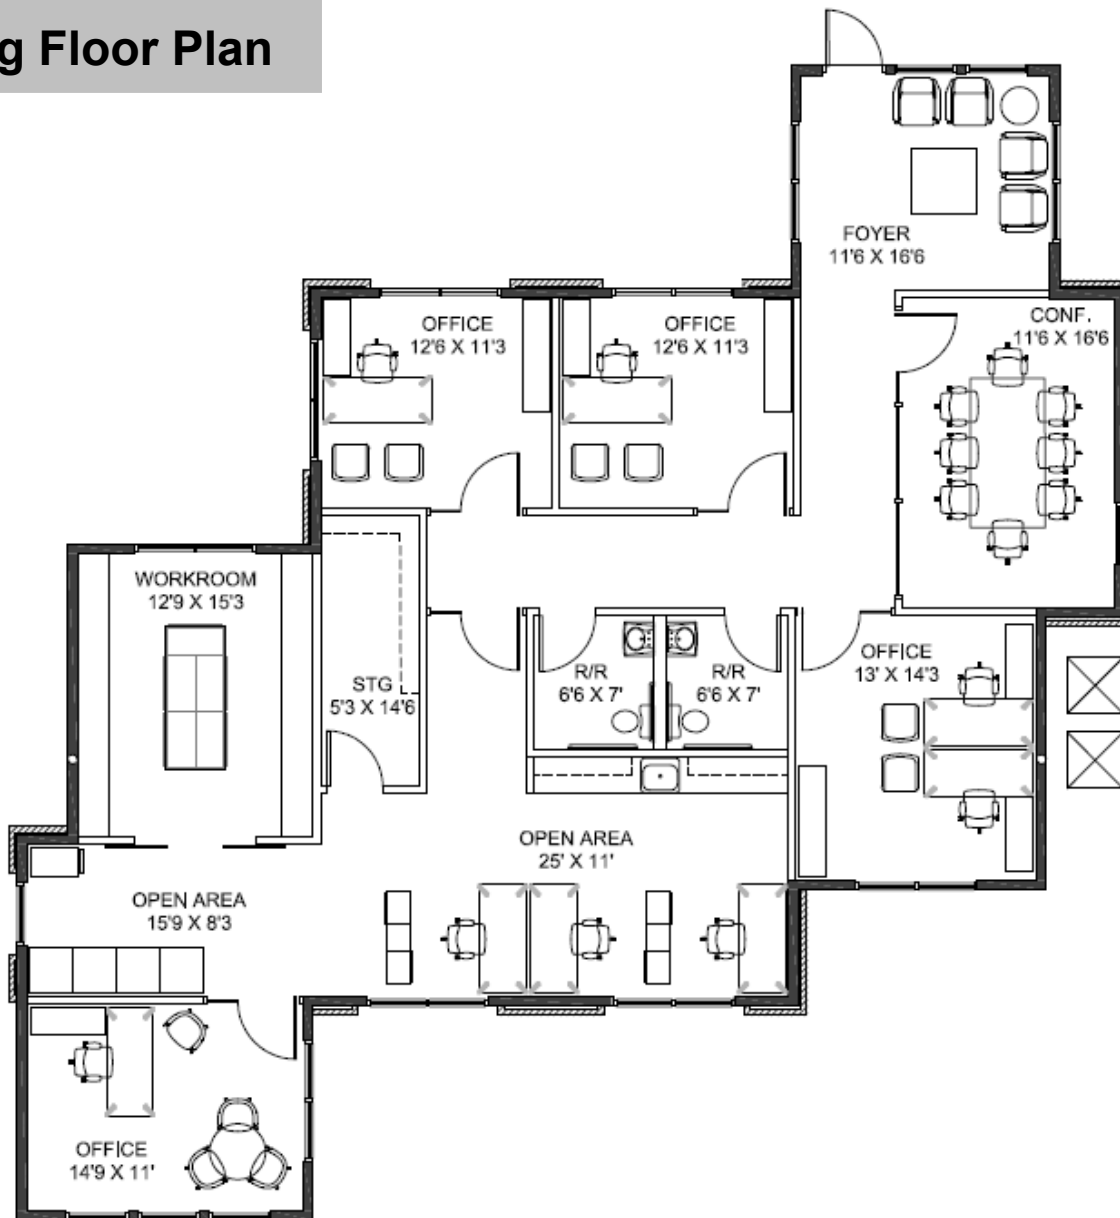 g Floor Plan
FOYER
11'6 X 16'6
OFFICE
12'6 X 11'3
OFFICE
12'6 X 11'3
CONF.
11'6 X 16'6
WORKROOM
12'9 X 15'3
STG
5'3 X 14'6
R/R
6'6 X 7'
R/R
6'6 X 7'
OFFICE
13' X 14'3
OPEN AREA
25' X 11'
OPEN AREA
15'9 X 8'3
OFFICE
14'9 X 11'